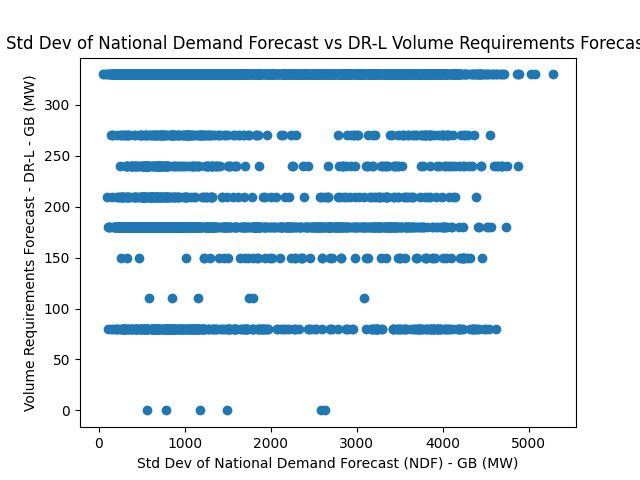 Std Dev of National Demand Forecast vs DR-L Volume Requirements Forecas
Volume Requirements Forecast - DR-L - GB (MW)
300
250
200
150
100
50
0
0 1000 2000 3000 4000 5000
Std Dev of National Demand Forecast (NDF) - GB (MW)